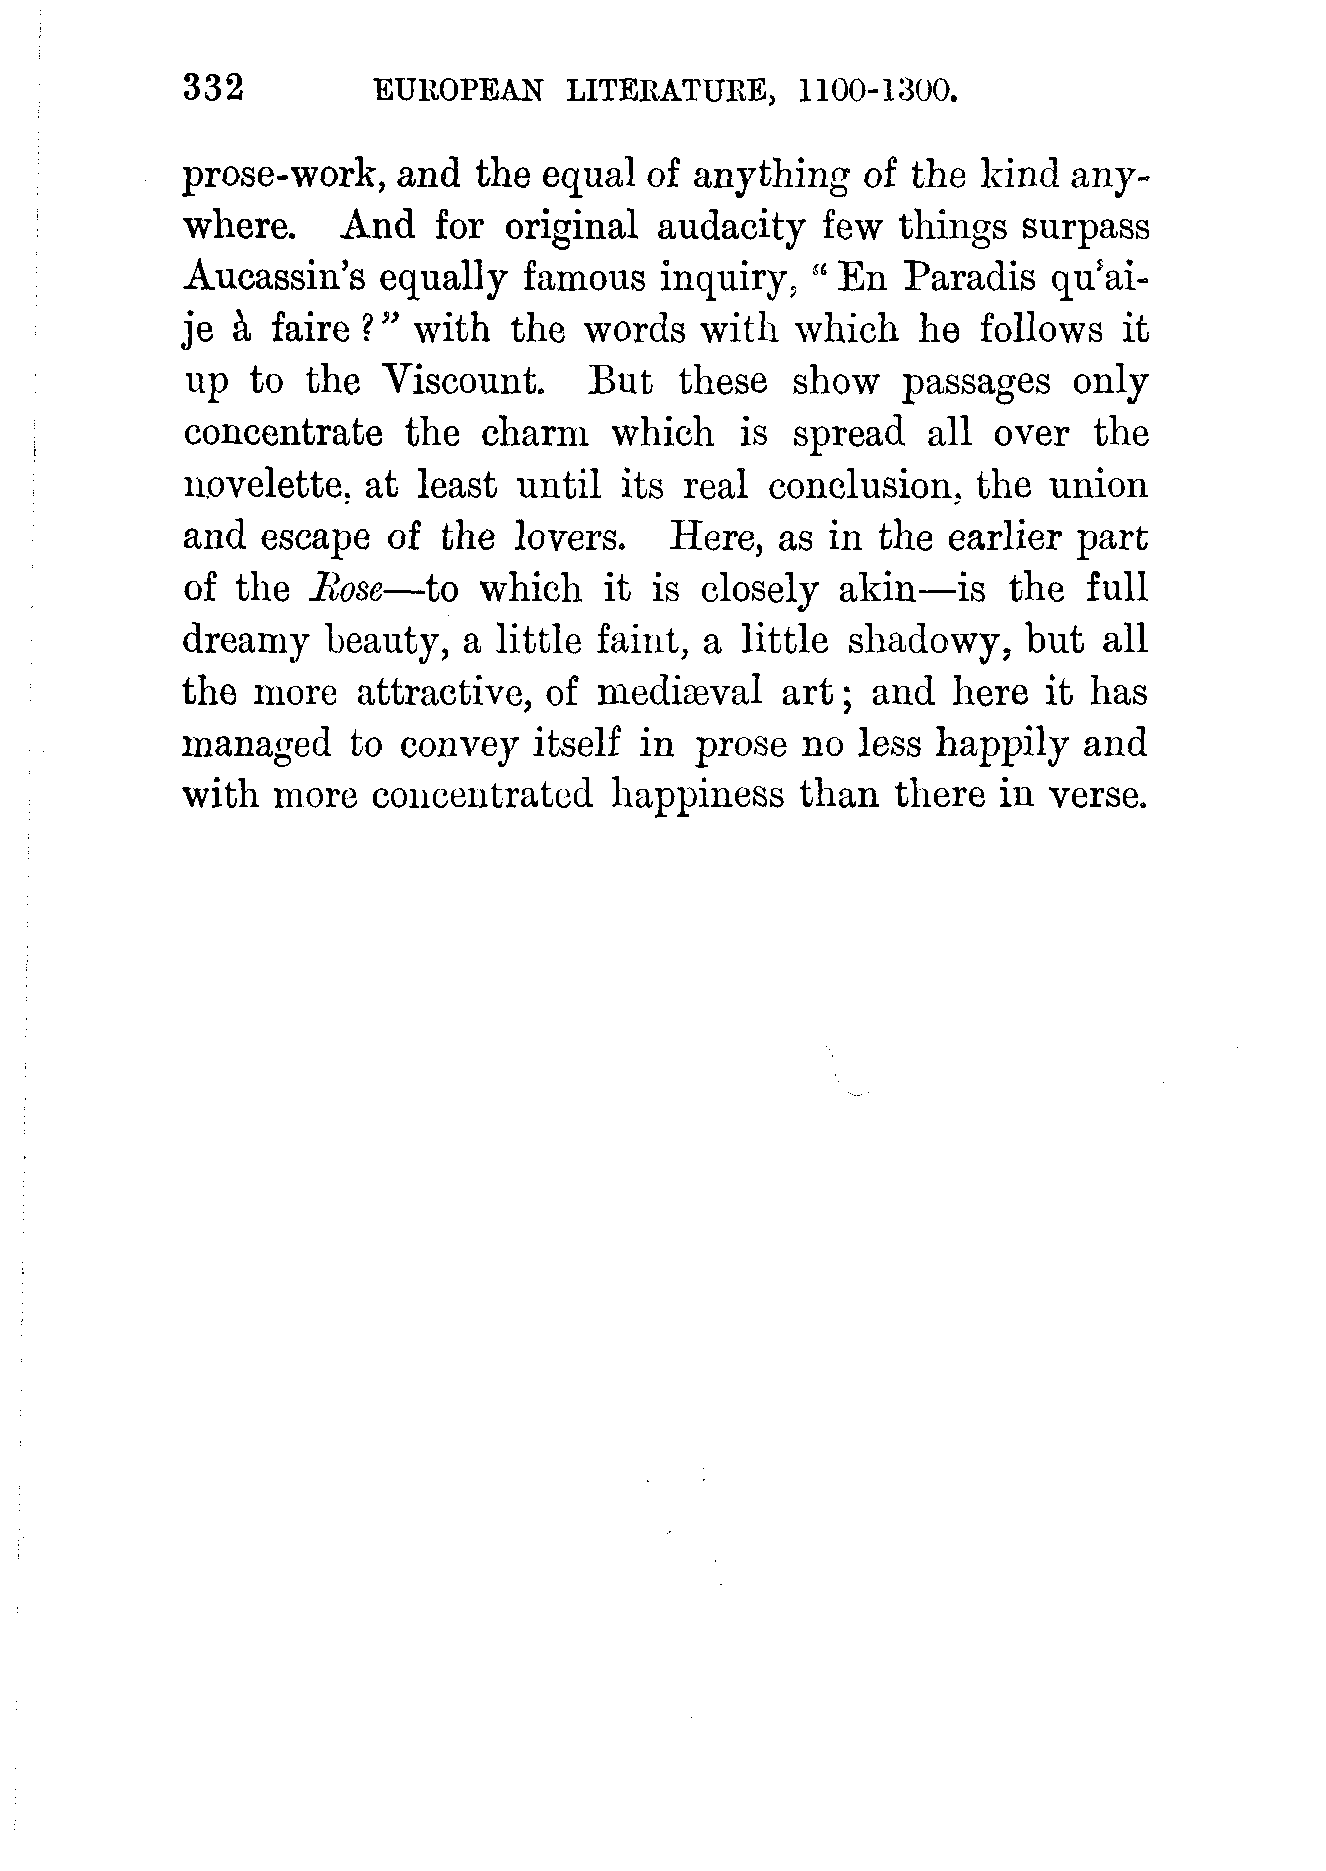 332 EUROPEAN LITERATURE, 1100-1300.
prose-work, and the equal of anything of the kind any-
where. And for original audacity few things surpass
Aucassin's equally famous inquiry, "En Paradis qu'ai-
je à faire?" with the words with which he follows it
up to the Viscount. But these show passages only
concentrate the charm which is spread all over the
novelette, at least until its real conclusion, the union
and escape of the lovers. Here, as in the earlier part
of the Rose—to which it is closely akin—is the full
dreamy beauty, a little faint, a little shadowy, but all
the more attractive, of mediæval art; and here it has
managed to convey itself in prose no less happily and
with more concentrated happiness than there in verse.